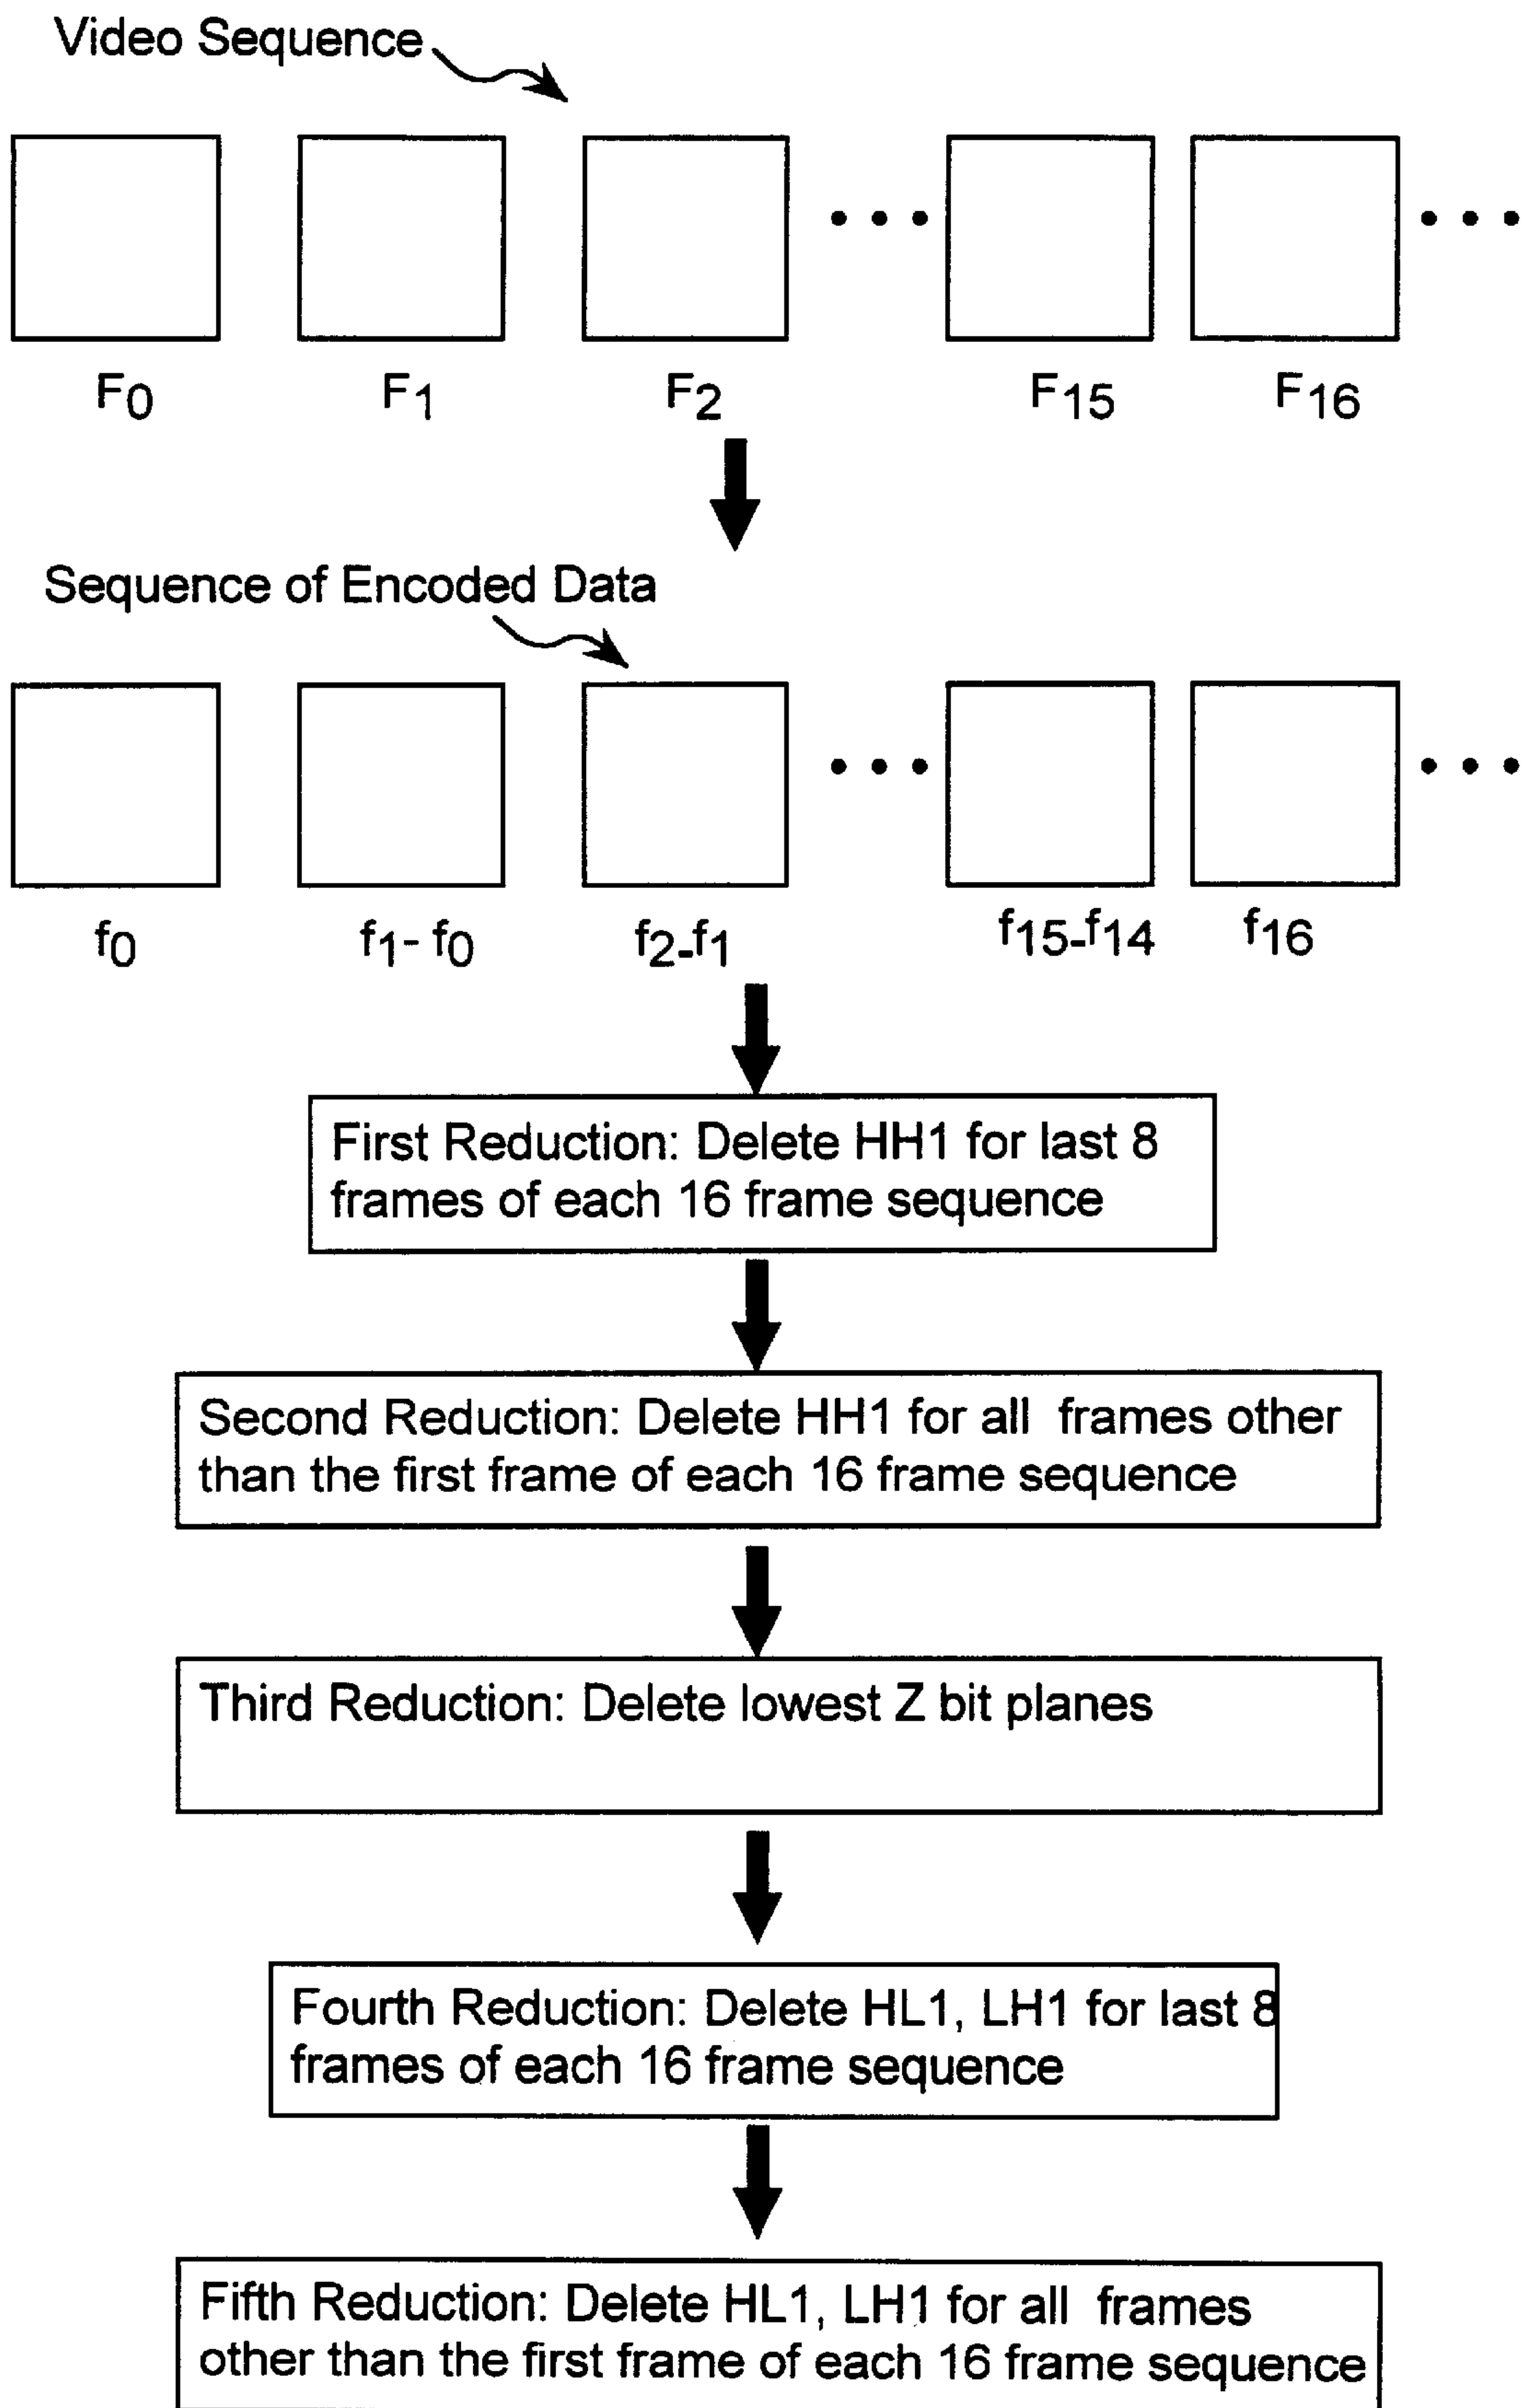 Video Sequence
F0 F1 F2 F15 F16
Sequence of Encoded Data
f0 f1- f0 f2-f1 f15-f14 f16
First Reduction: Delete HH1 for last 8
frames of each 16 frame sequence
Second Reduction: Delete HH1 for all frames other
than the first frame of each 16 frame sequence
Third Reduction: Delete lowest Z bit planes
Fourth Reduction: Delete HL1, LH1 for last 8
frames of each 16 frame sequence
Fifth Reduction: Delete HL1, LH1 for all frames
other than the first frame of each 16 frame sequence